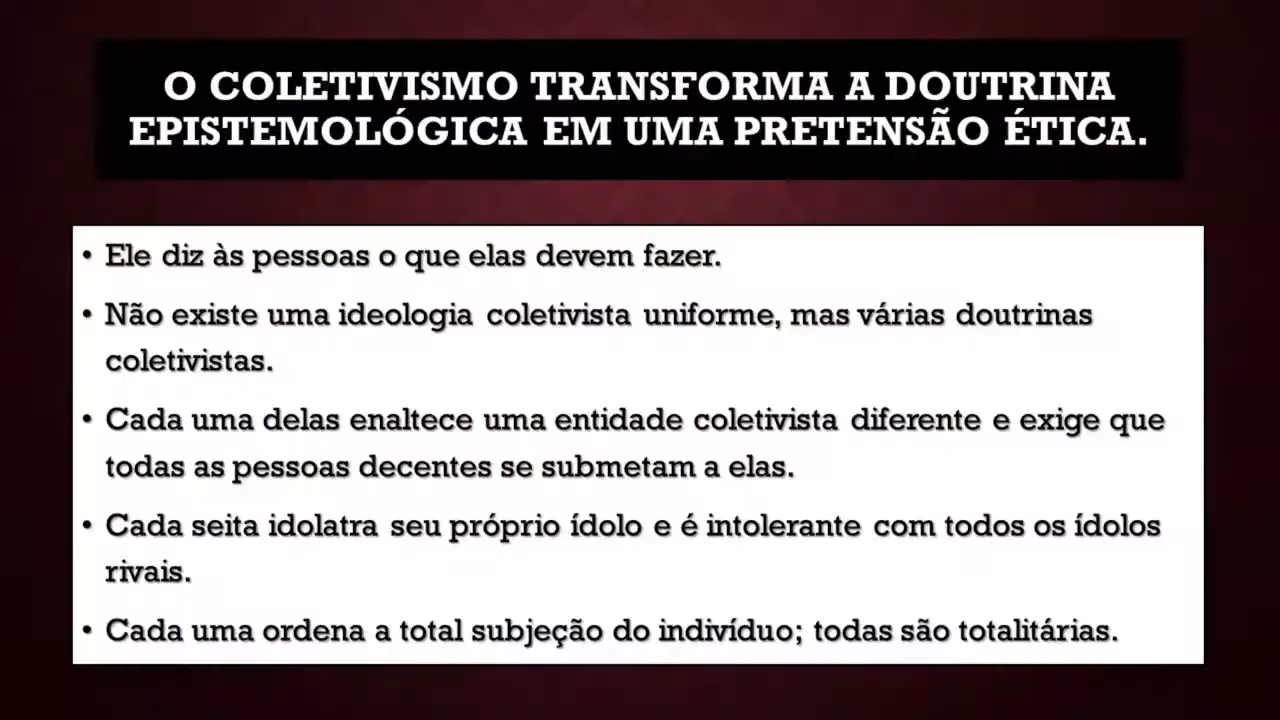 O COLETIVISMO TRANSFORMA A DOUTRINA
EPISTEMOLÓGICA EM UMA PRETENSÃO ÉTICA.
• Ele diz às pessoas o que elas devem fazer.
• Não existe uma ideologia coletivista uniforme, mas várias doutrinas
coletivistas.
• Cada uma delas enaltece uma entidade coletivista diferente e exige que
todas as pessoas decentes se submetam a elas.
• Cada seita idolatra seu próprio ídolo e é intolerante com todos os ídolos
rivais.
• Cada uma ordena a total subjeção do indivíduo; todas são totalitárias.